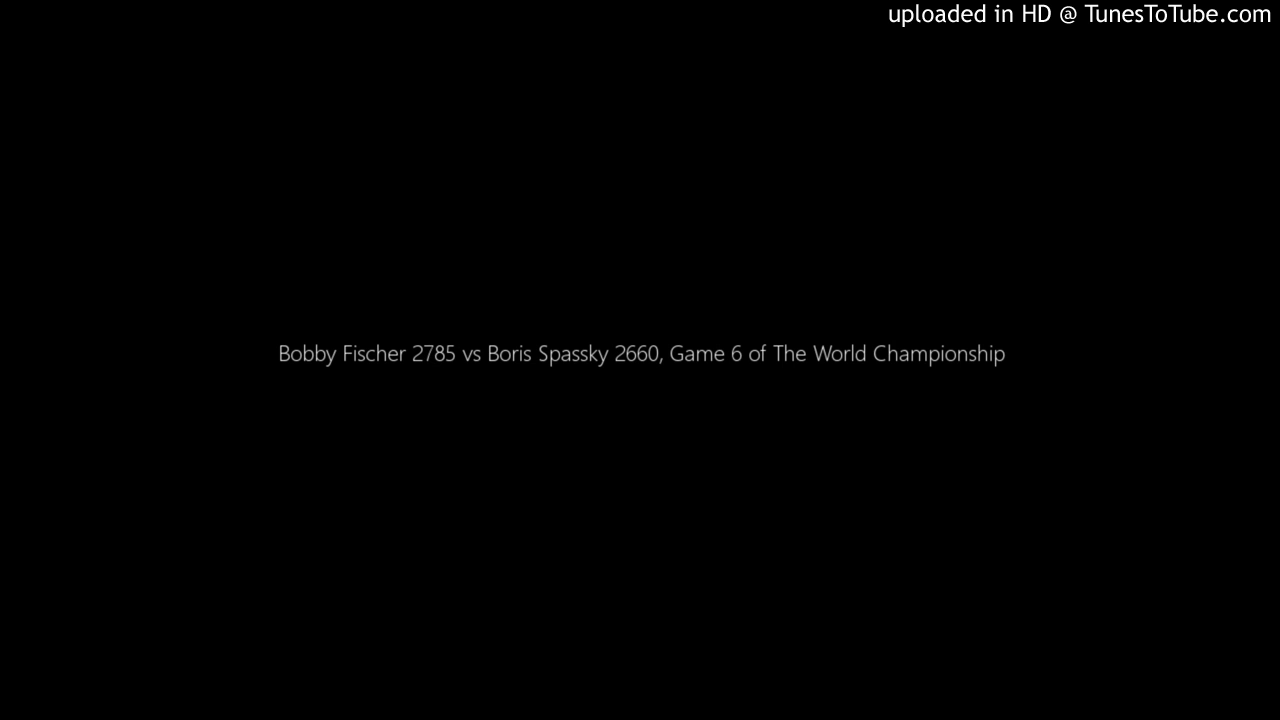 uploaded in HD @ TunesToTube.com
Bobby Fischer 2785 vs Boris Spassky 2660, Game 6 of The World Championship